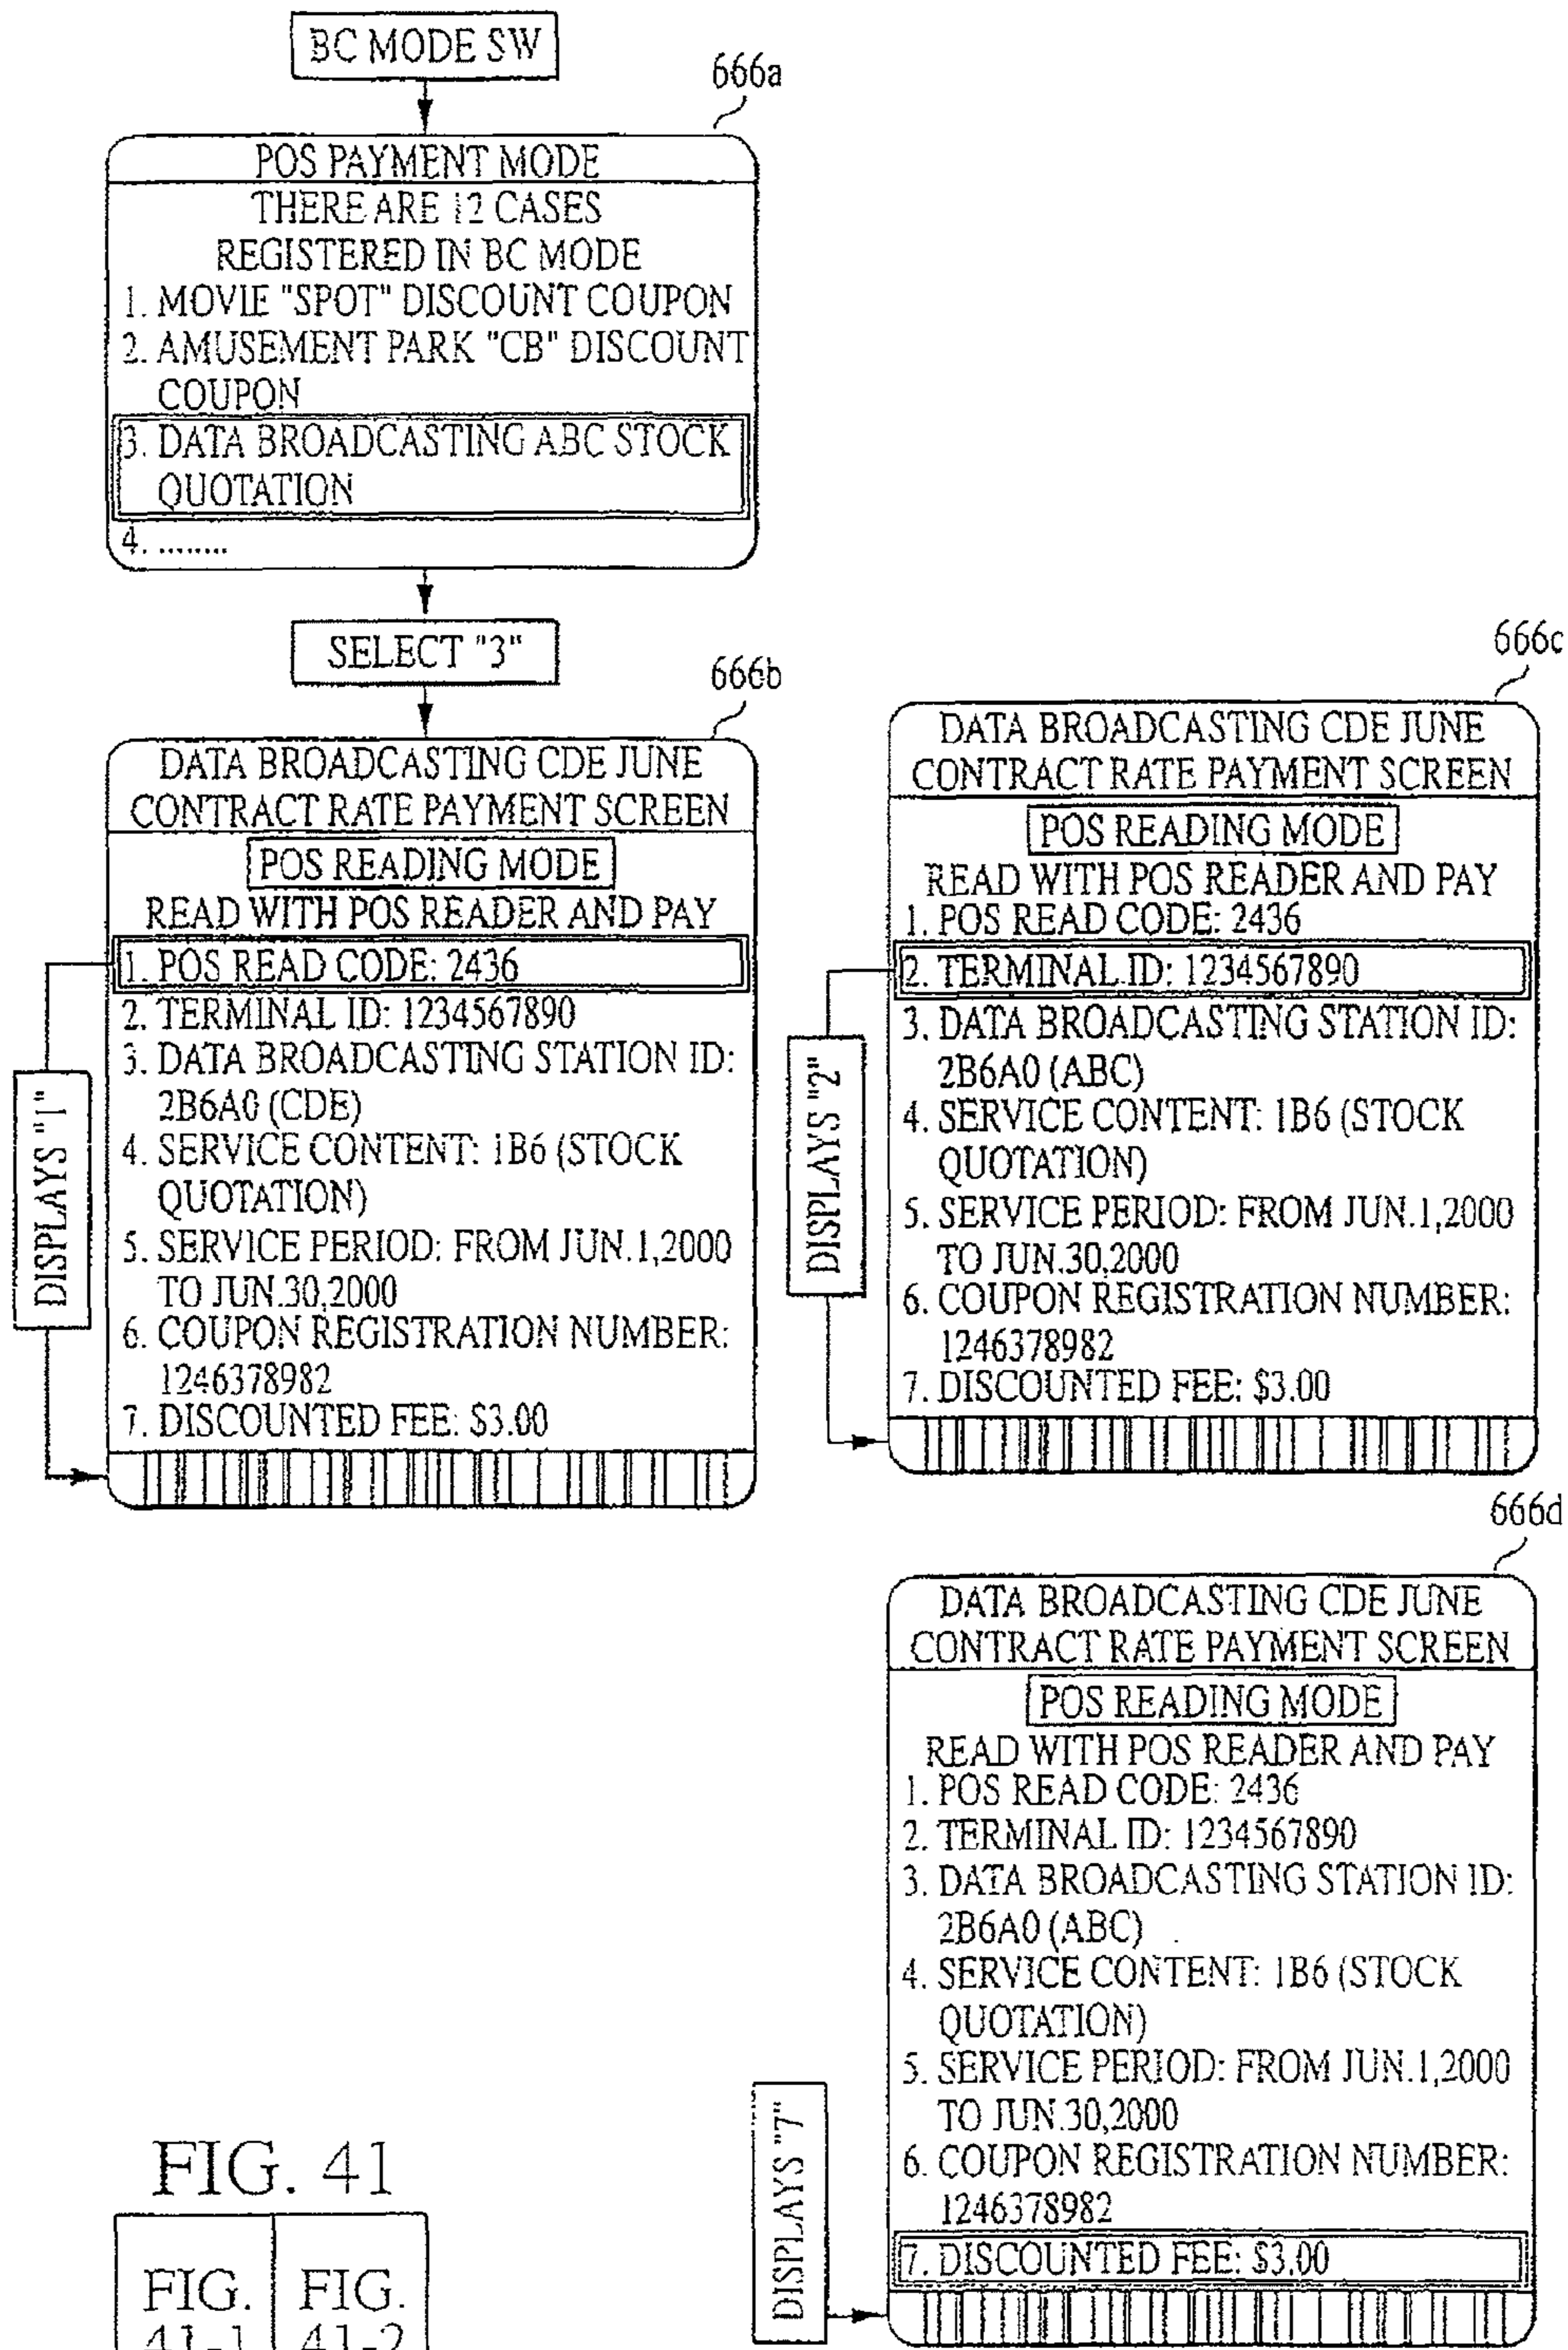 BC MODE SW
666a
POS PAYMENT MODE
THERE ARE 12 CASES
REGISTERED IN BC MODE
1. MOVIE "SPOT" DISCOUNT COUPON
2. AMUSEMENT PARK "CB" DISCOUNT
COUPON
3. DATA BROADCASTING ABC STOCK
QUOTATION
4. ........
SELECT "3"
666b
DATA BROADCASTING CDE JUNE
CONTRACT RATE PAYMENT SCREEN
POS READING MODE
READ WITH POS READER AND PAY
1. POS READ CODE: 2436
2. TERMINAL ID: 1234567890
3. DATA BROADCASTING STATION ID:
2B6A0 (CDE)
4. SERVICE CONTENT: 1B6 (STOCK
QUOTATION)
5. SERVICE PERIOD: FROM JUN.1,2000
TO JUN.30,2000
6. COUPON REGISTRATION NUMBER:
1246378982
7. DISCOUNTED FEE: $3.00
DISPLAYS "1"
666c
DATA BROADCASTING CDE JUNE
CONTRACT RATE PAYMENT SCREEN
POS READING MODE
READ WITH POS READER AND PAY
1. POS READ CODE: 2436
2. TERMINAL.ID: 1234567890
3. DATA BROADCASTING STATION ID:
2B6A0 (ABC)
4. SERVICE CONTENT: 1B6 (STOCK
QUOTATION)
5. SERVICE PERIOD: FROM JUN.1,2000
TO JUN.30,2000
6. COUPON REGISTRATION NUMBER:
1246378982
7. DISCOUNTED FEE: $3.00
DISPLAYS "2"
666d
DATA BROADCASTING CDE JUNE
CONTRACT RATE PAYMENT SCREEN
POS READING MODE
READ WITH POS READER AND PAY
1. POS READ CODE: 2436
2. TERMINAL ID: 1234567890
3. DATA BROADCASTING STATION ID:
2B6A0 (ABC)
4. SERVICE CONTENT: 1B6 (STOCK
QUOTATION)
5. SERVICE PERIOD: FROM JUN.1,2000
TO JUN.30,2000
6. COUPON REGISTRATION NUMBER:
1246378982
7. DISCOUNTED FEE: $3.00
DISPLAYS "7"
FIG. 41
FIG. 41-1
FIG. 41-2